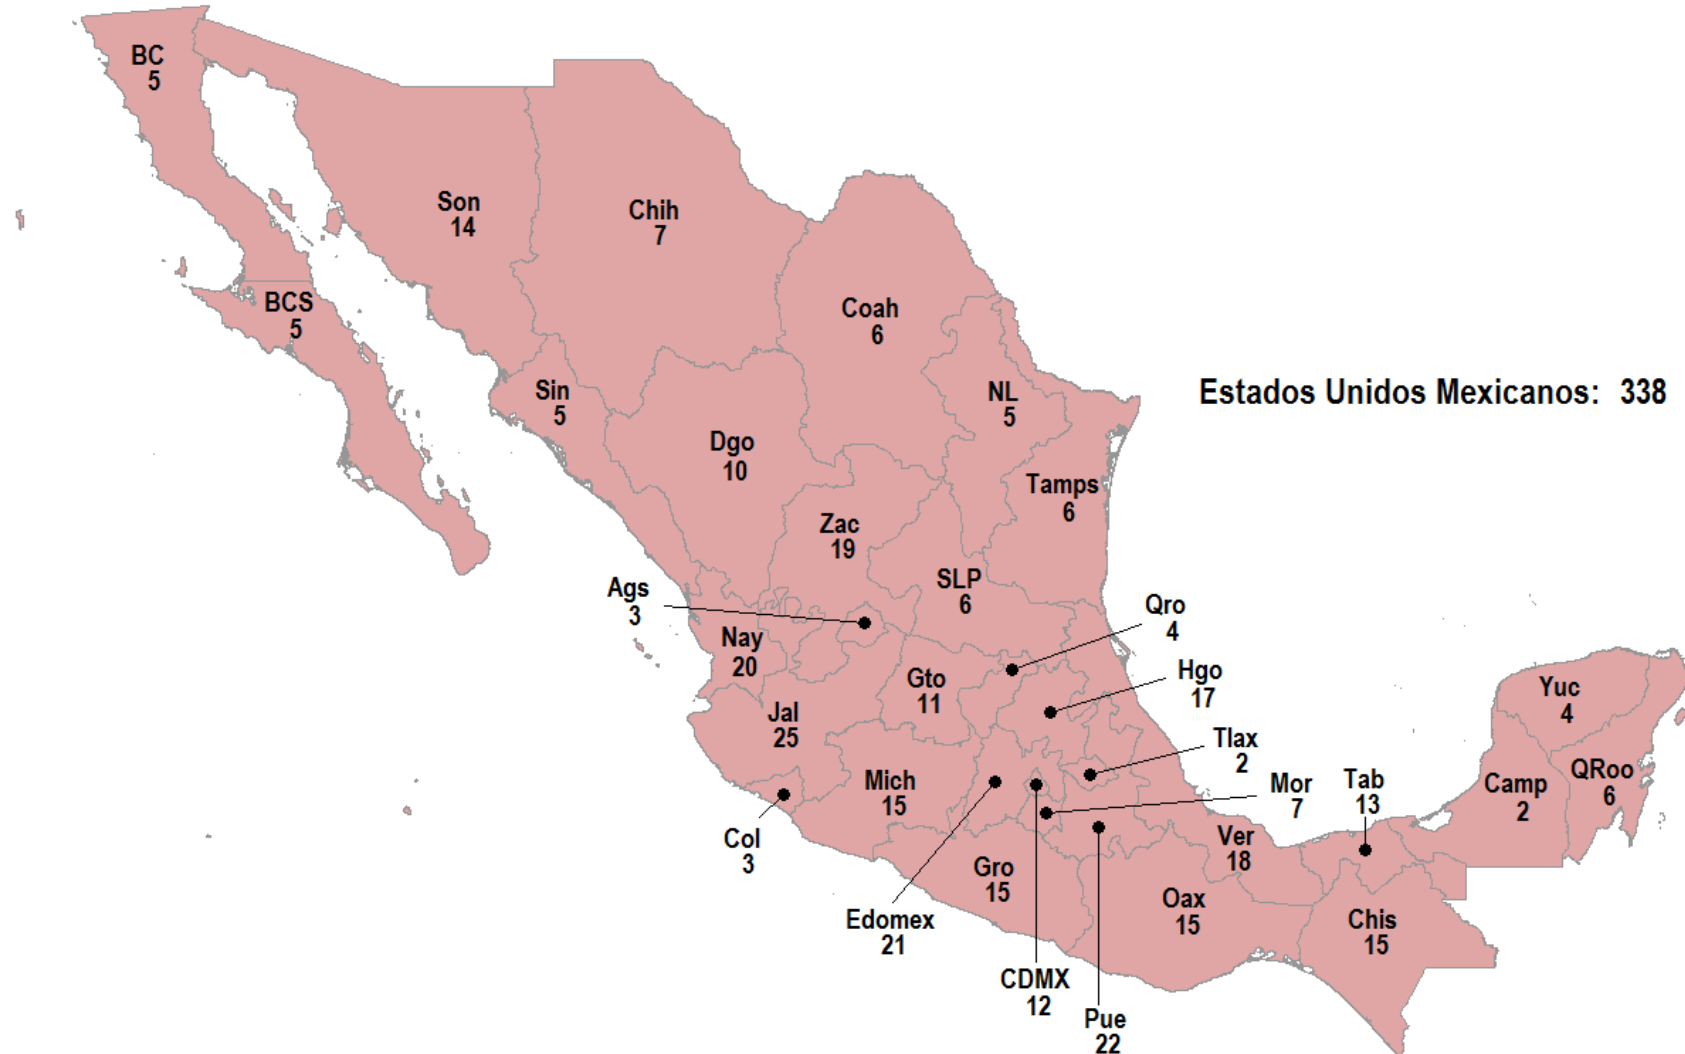 BC
5
Son
14
Chih
7
BCS
5
Coah
6
Sin
5
NL
5
Estados Unidos Mexicanos: 338
Dgo
10
Tamps
6
Zac
19
SLP
6
Ags
3
Qro
4
Nay
20
Gto
11
Hgo
17
Yuc
4
Jal
25
Tlax
2
Mich
15
Mor
7
Tab
13
Camp
2
QRoo
6
Col
3
Ver
18
Gro
15
Edomex
21
Oax
15
Chis
15
CDMX
12
Pue
22